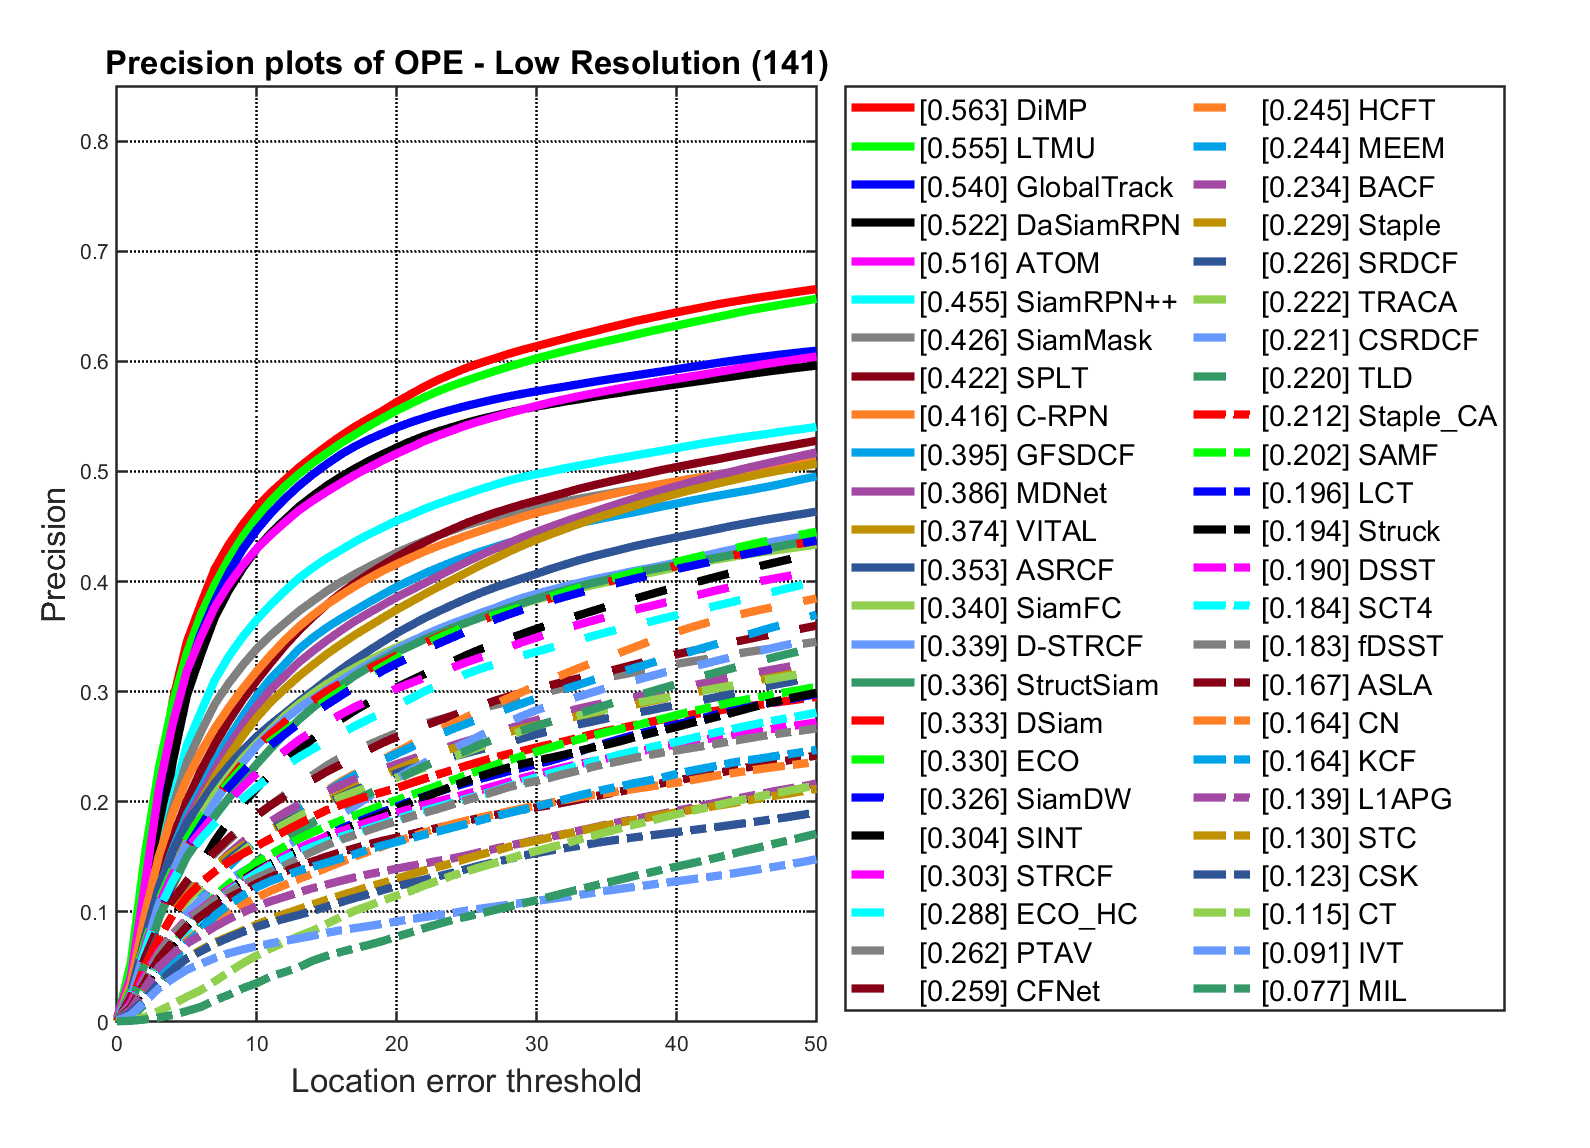 Precision plots of OPE - Low Resolution (141)
Precision
0.8
0.7
0.6
0.5
0.4
0.3
0.2
0.1
0
0 10 20 30 40 50
Location error threshold
[0.563] DiMP
[0.555] LTMU
[0.540] GlobalTrack
[0.522] DaSiamRPN
[0.516] ATOM
[0.455] SiamRPN++
[0.426] SiamMask
[0.422] SPLT
[0.416] C-RPN
[0.395] GFSDCF
[0.386] MDNet
[0.374] VITAL
[0.353] ASRCF
[0.340] SiamFC
[0.339] D-STRCF
[0.336] StructSiam
[0.333] DSiam
[0.330] ECO
[0.326] SiamDW
[0.304] SINT
[0.303] STRCF
[0.288] ECO_HC
[0.262] PTAV
[0.259] CFNet
[0.245] HCFT
[0.244] MEEM
[0.234] BACF
[0.229] Staple
[0.226] SRDCF
[0.222] TRACA
[0.221] CSRDCF
[0.220] TLD
[0.212] Staple_CA
[0.202] SAMF
[0.196] LCT
[0.194] Struck
[0.190] DSST
[0.184] SCT4
[0.183] fDSST
[0.167] ASLA
[0.164] CN
[0.164] KCF
[0.139] L1APG
[0.130] STC
[0.123] CSK
[0.115] CT
[0.091] IVT
[0.077] MIL